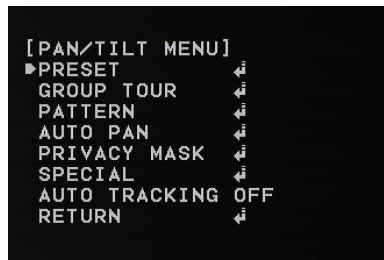 [PAN/TILT MENU]
PRESET
GROUP TOUR
PATTERN
AUTO PAN
PRIVACY MASK
SPECIAL
AUTO TRACKING OFF
RETURN